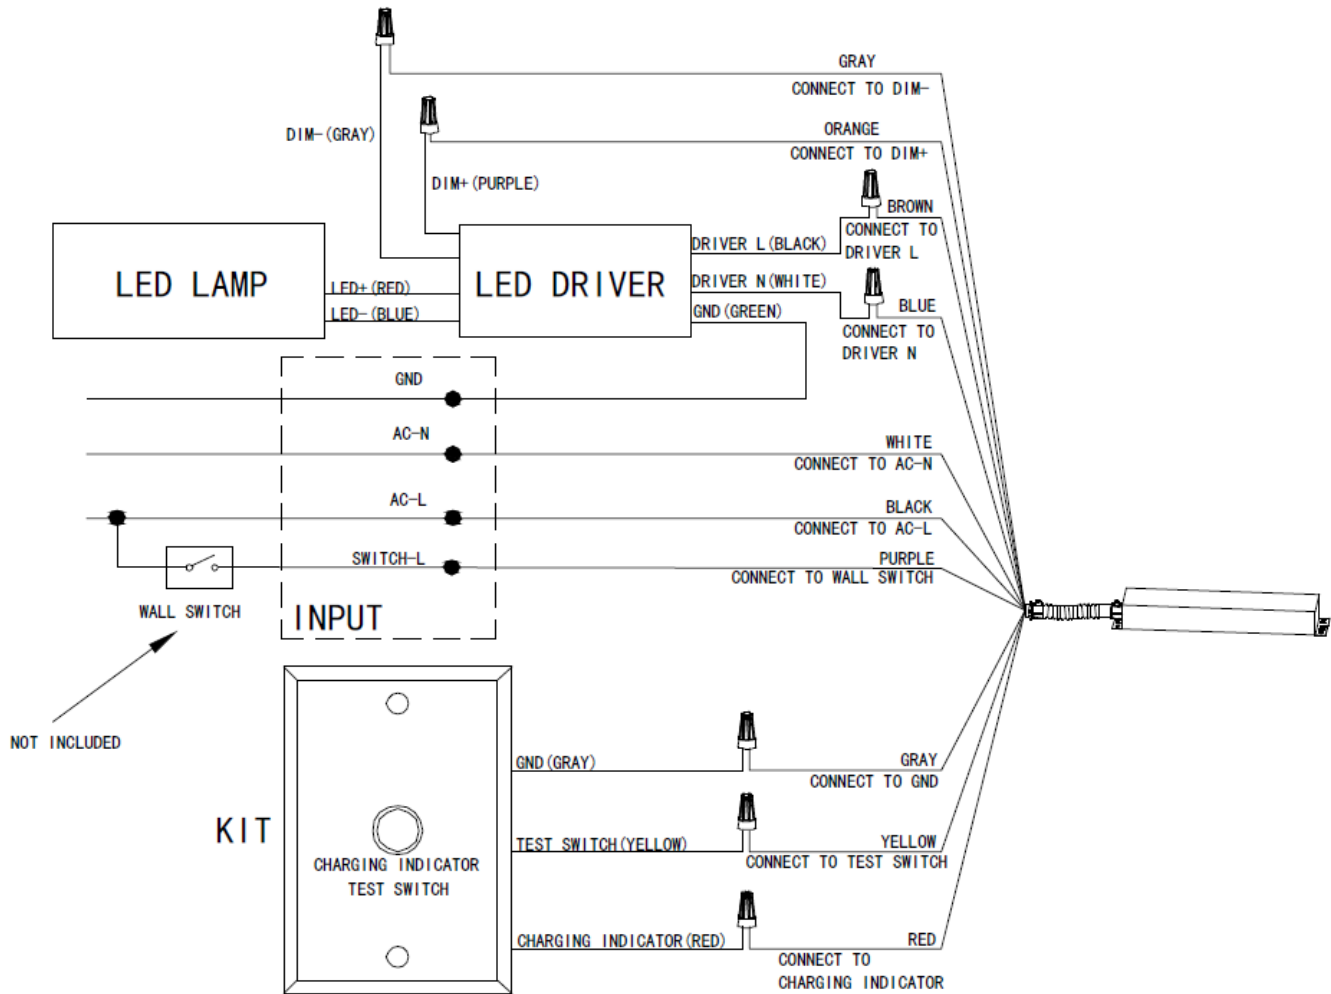 GRAY
CONNECT TO DIM-
ORANGE
CONNECT TO DIM+
DIM-(GRAY)
DIM+(PURPLE)
BROWN
CONNECT TO
DRIVER L
LED LAMP
LED+(RED)
LED-(BLUE)
LED DRIVER
DRIVER L(BLACK)
DRIVER N(WHITE)
GND(GREEN)
BLUE
CONNECT TO
DRIVER N
GND
AC-N
WHITE
CONNECT TO AC-N
AC-L
BLACK
CONNECT TO AC-L
SWITCH-L
PURPLE
CONNECT TO WALL SWITCH
WALL SWITCH
INPUT
NOT INCLUDED
KIT
CHARGING INDICATOR
TEST SWITCH
GND(GRAY)
GRAY
CONNECT TO GND
TEST SWITCH(YELLOW)
YELLOW
CONNECT TO TEST SWITCH
CHARGING INDICATOR(RED)
RED
CONNECT TO
CHARGING INDICATOR